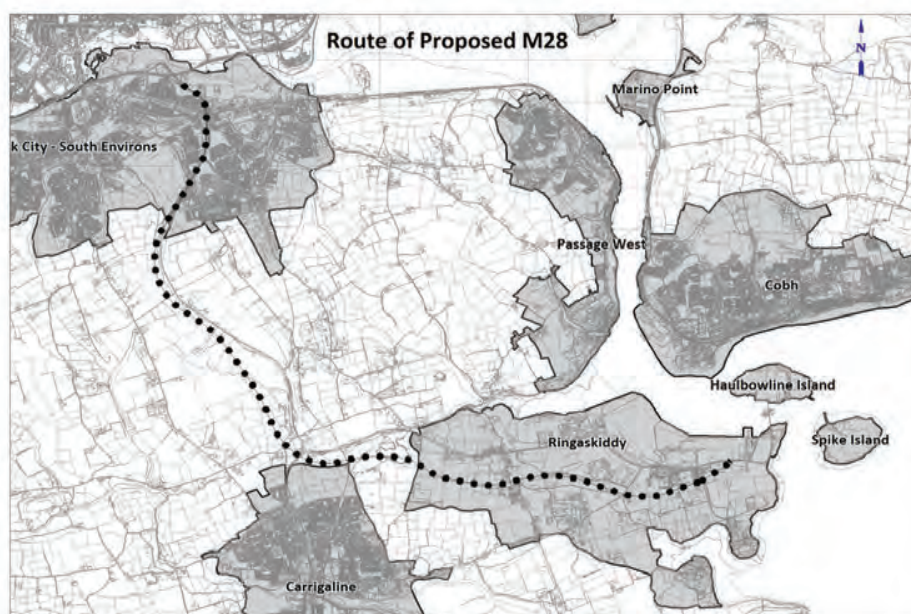 Route of Proposed M28
N
Marino Point
k City - South Environs
Passage West
Cobh
Haulbowline Island
Ringaskiddy
Spike Island
Carrigaline